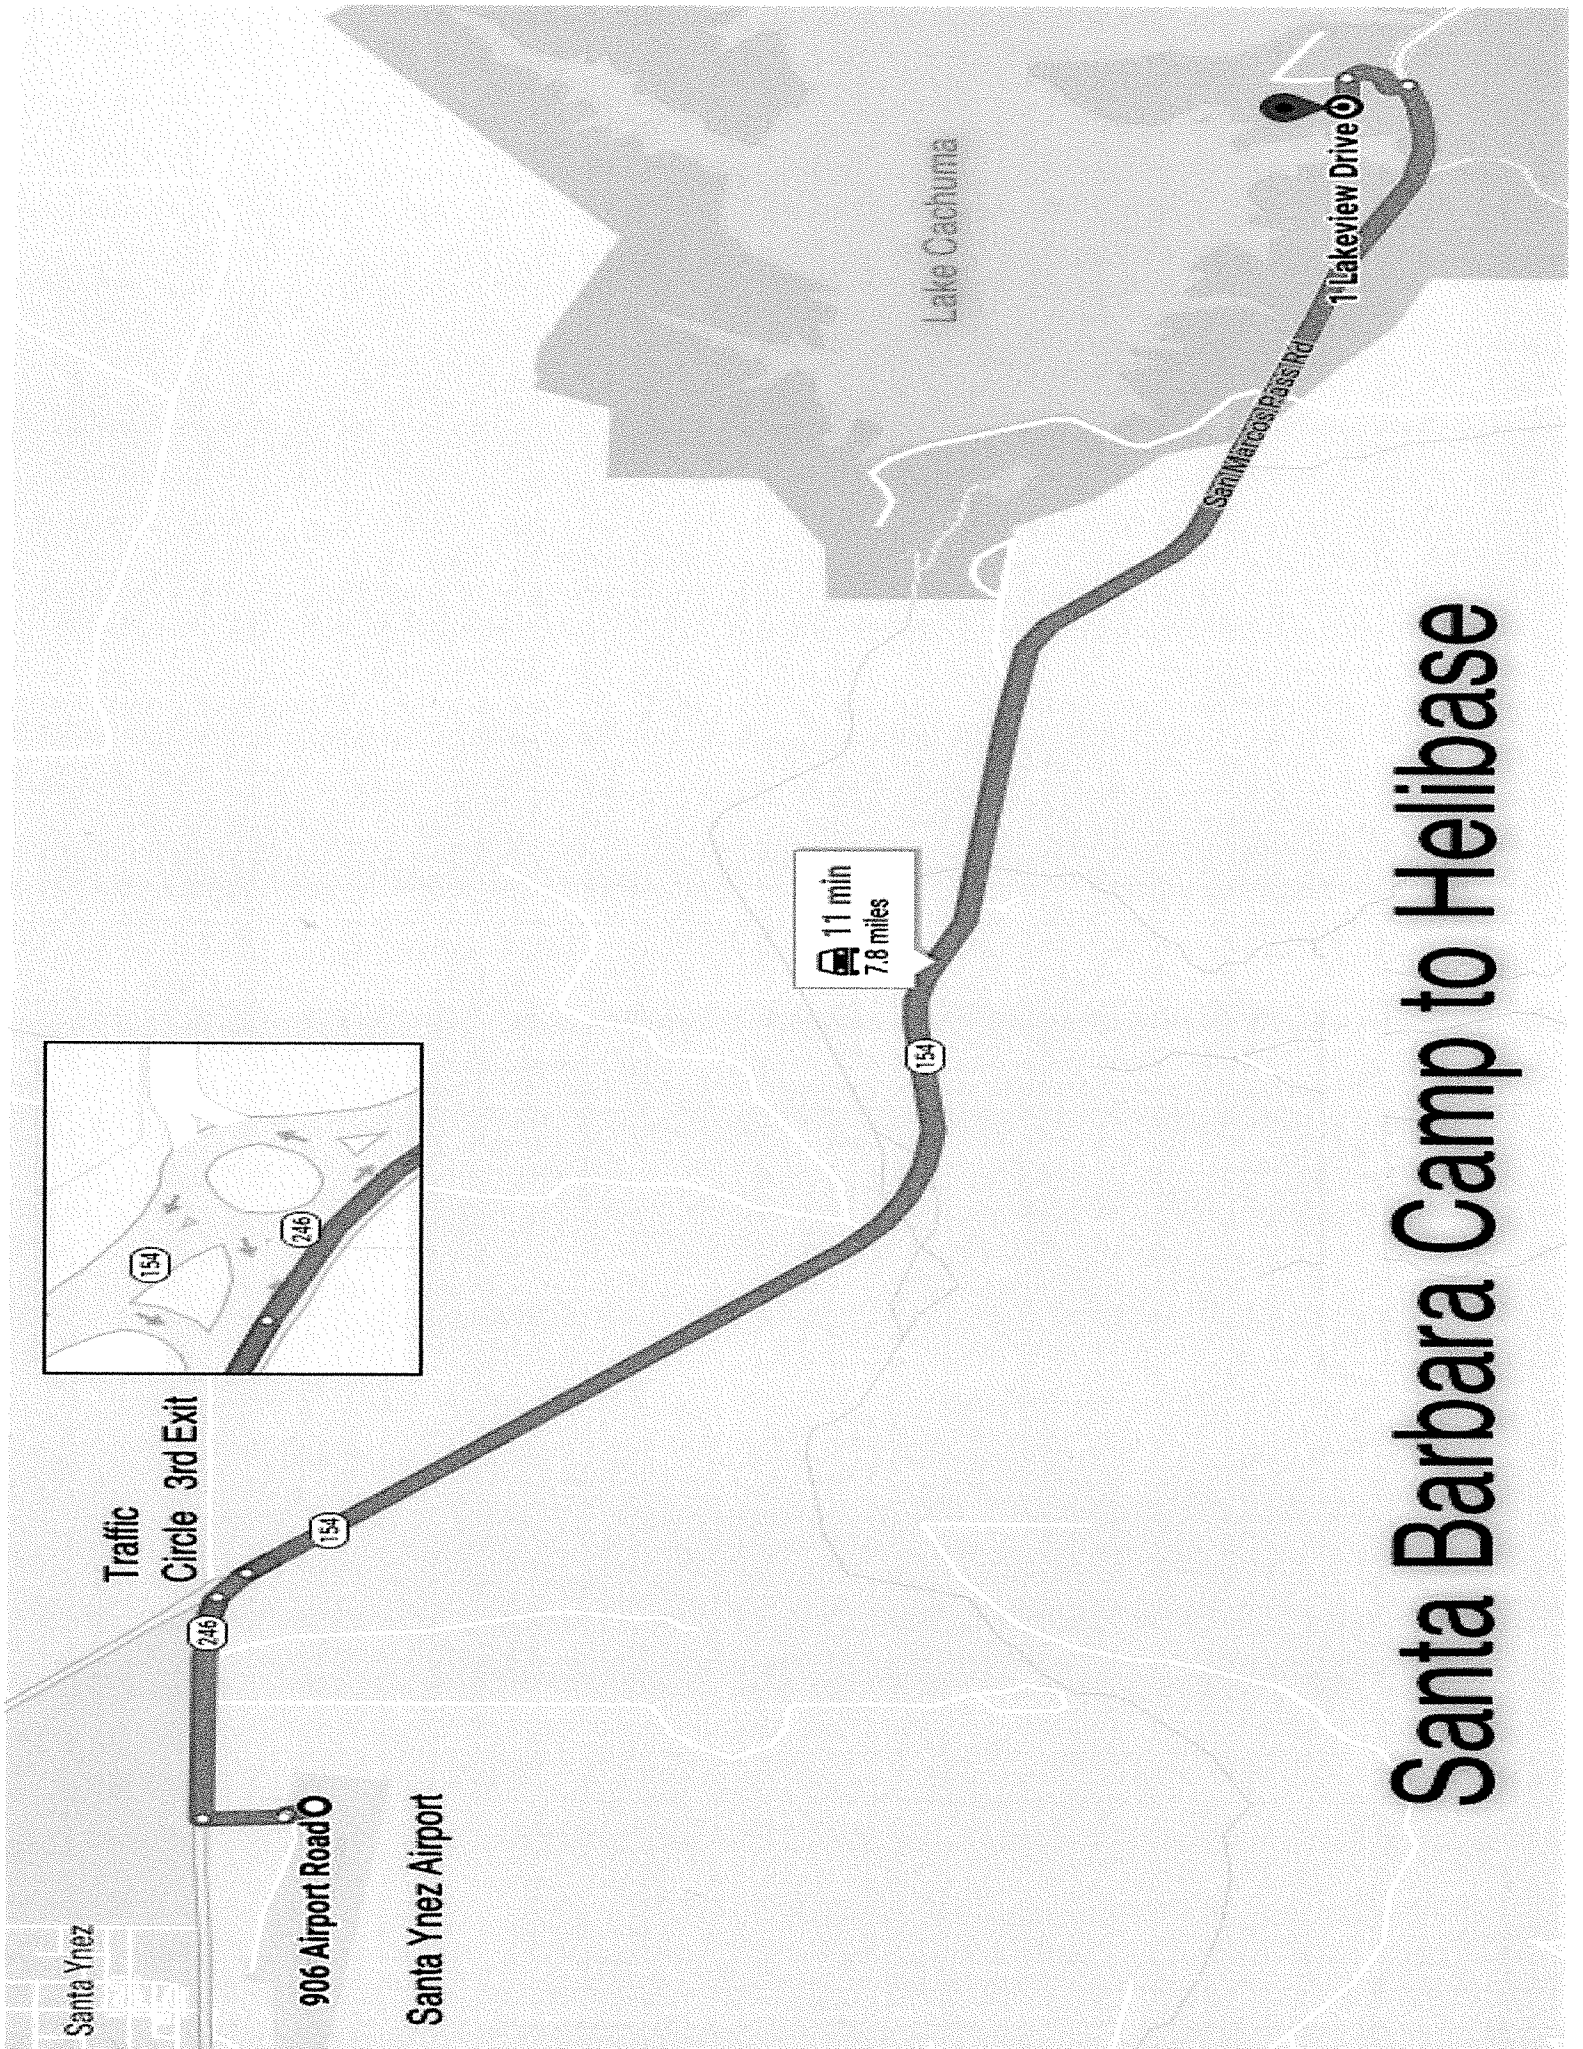 Santa Ynez
906 Airport Road
Santa Ynez Airport
246
Traffic
Circle 3rd Exit
154
154
246
154
11 min
7.8 miles
Lake Cachuma
San Marcos Pass Rd
1 Lakeview Drive
Santa Barbara Camp to Helibase